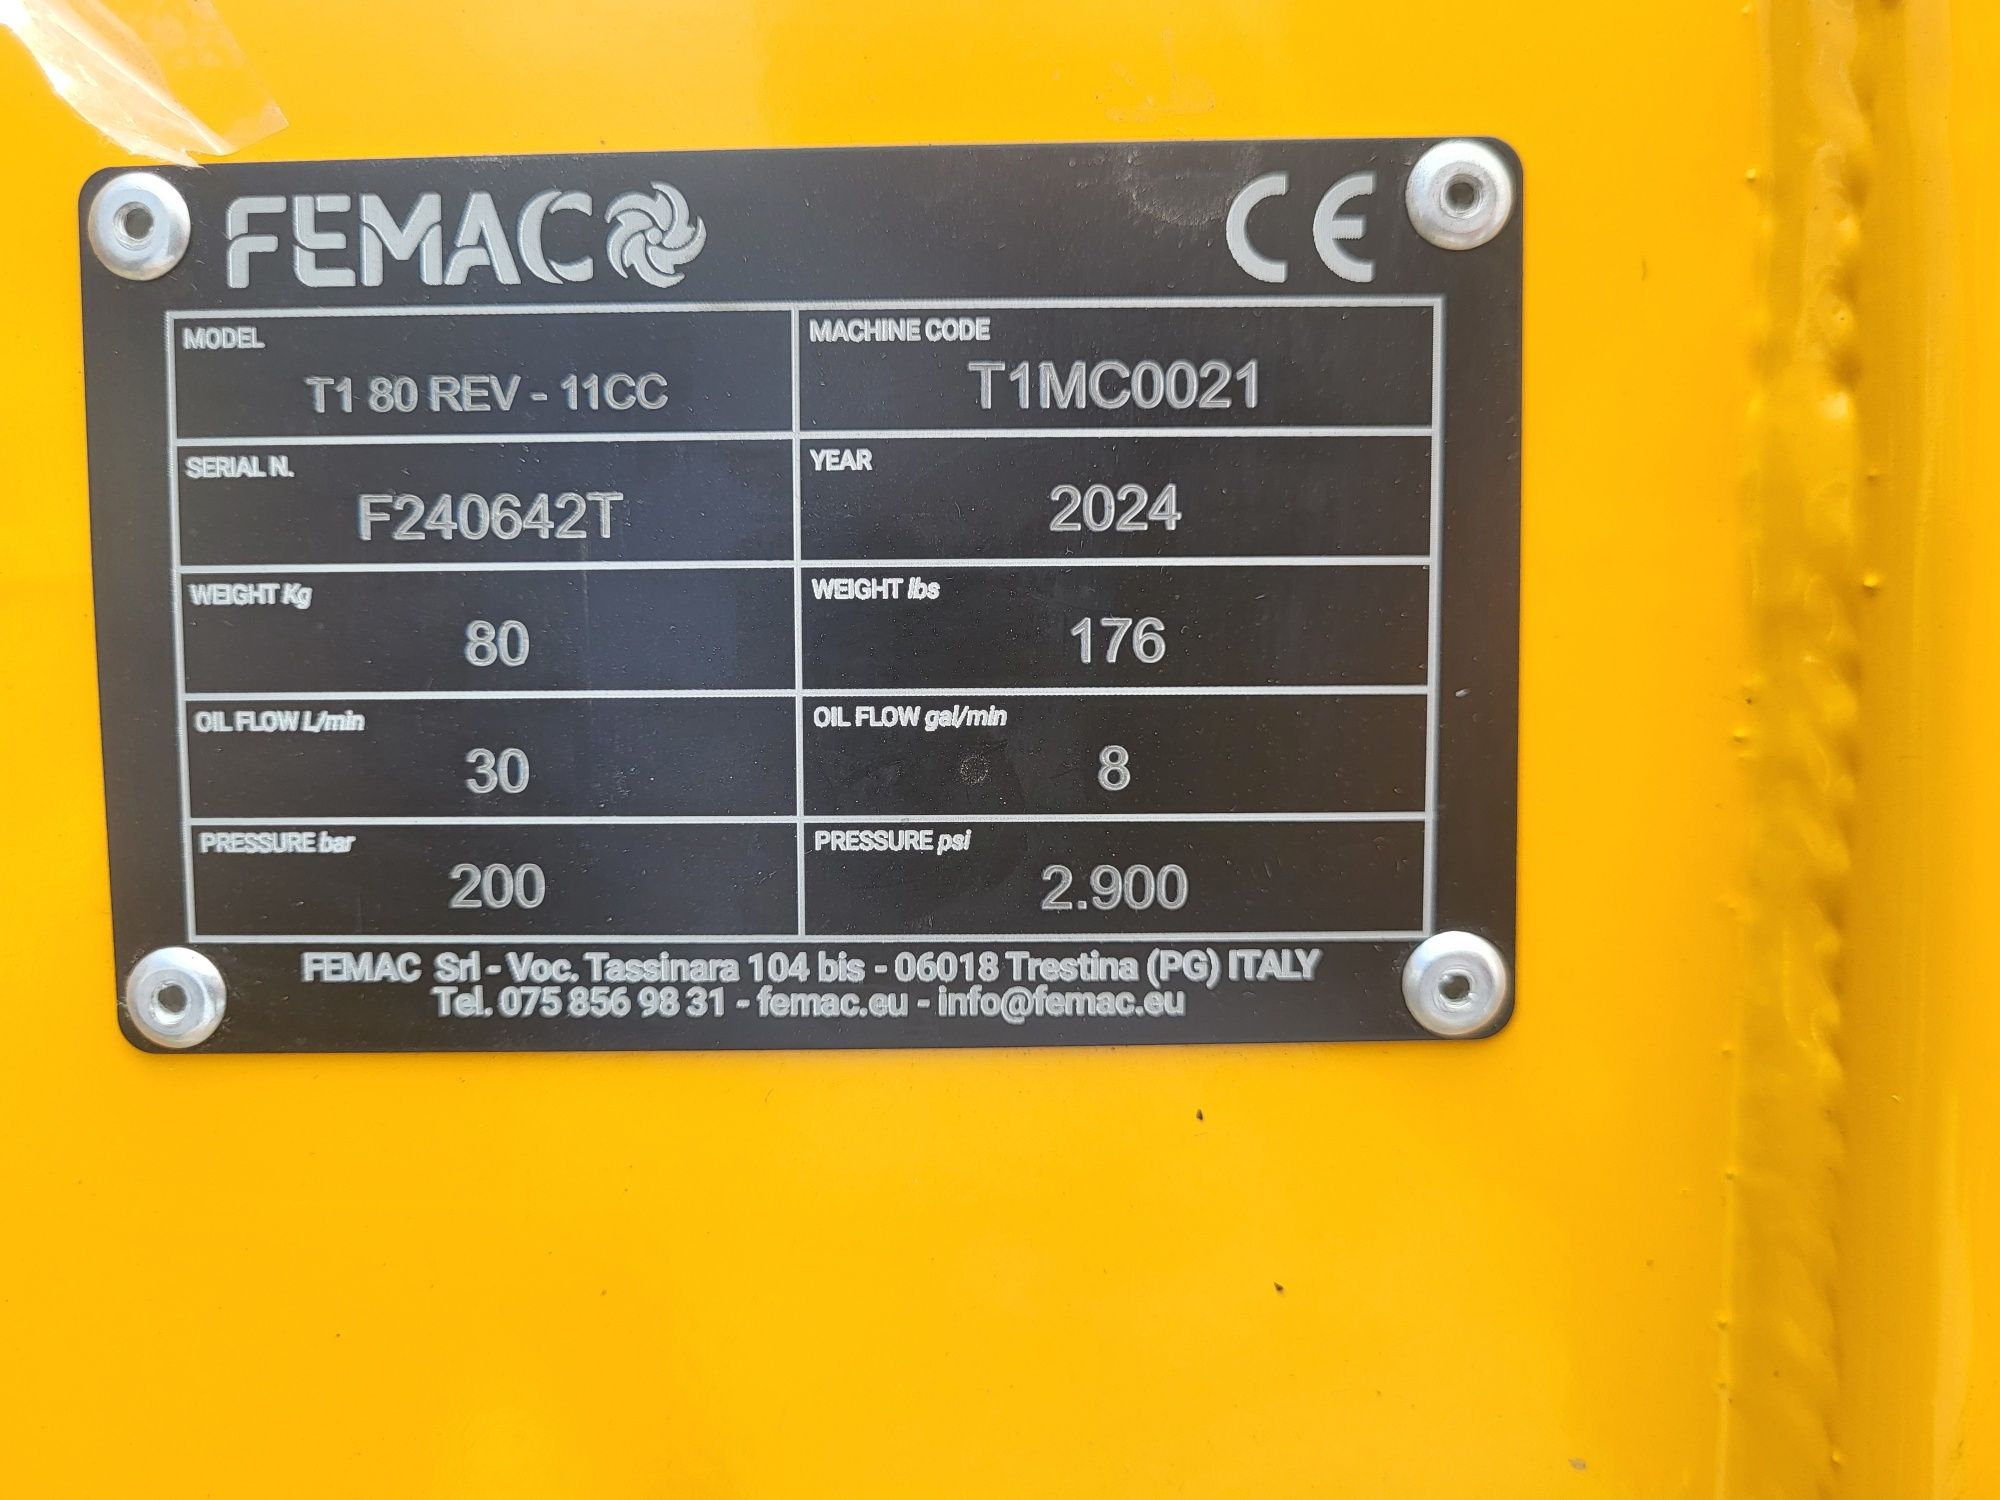 FEMAC CE
MODEL MACHINE CODE
T1 80 REV - 11CC T1MC0021
SERIAL N. YEAR
F240642T 2024
WEIGHT Kg WEIGHT lbs
80 176
OIL FLOW L/min OIL FLOW gal/min
30 8
PRESSURE bar PRESSURE psi
200 2.900
FEMAC Srl - Voc. Tassinara 104 bis - 06018 Trestina (PG) ITALY
Tel. 075 856 98 31 - femac.eu - info@femac.eu